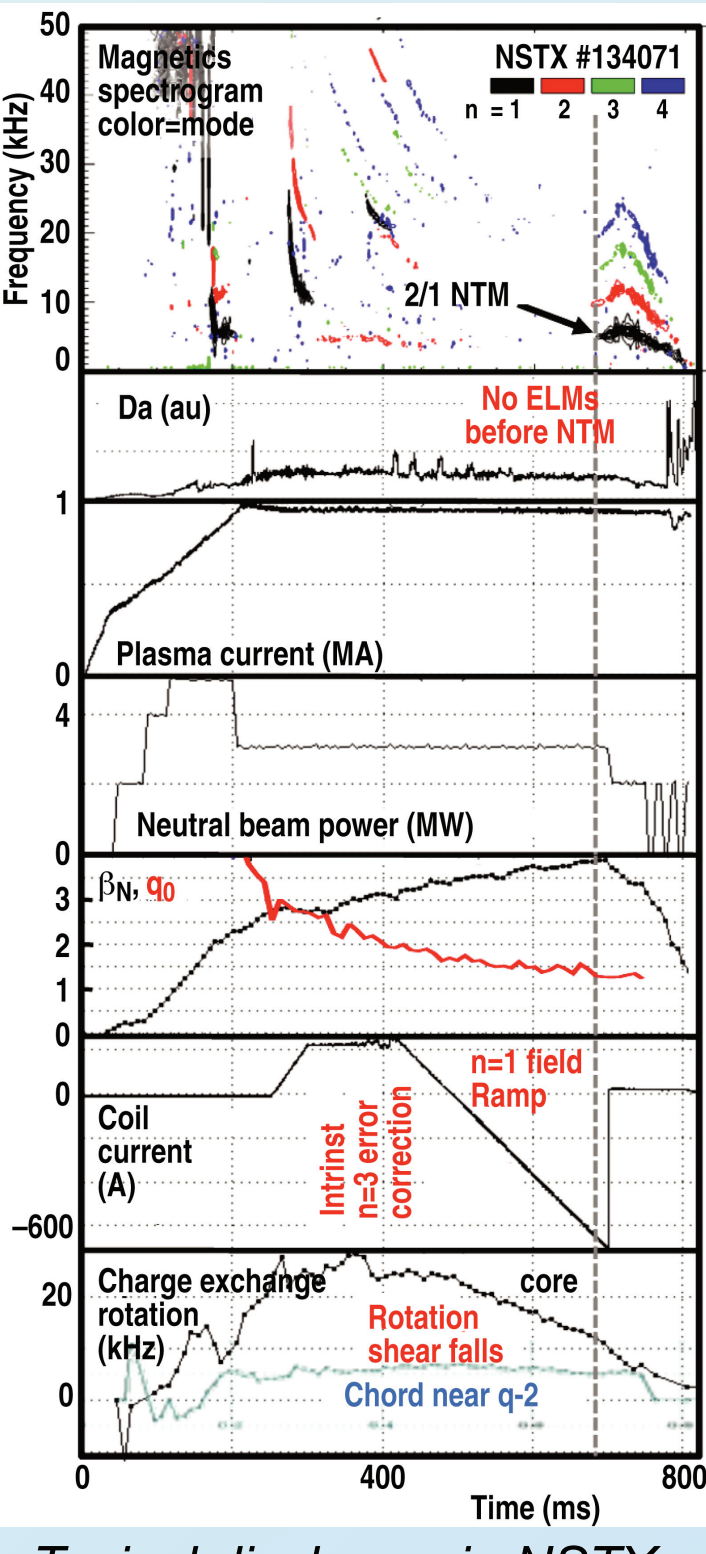 50
40
30
20
10
0
Frequency (kHz)
Magnetics
spectrogram
color=mode
NSTX #134071
n = 1 2 3 4
2/1 NTM
Da (au)
No ELMs
before NTM
1
0
Plasma current (MA)
4
0
Neutral beam power (MW)
βN, q0
3
2
1
0
0
−600
Coil
current
(A)
Intrinst
n=3 error
correction
n=1 field
Ramp
20
0
Charge exchange
rotation
(kHz)
core
Rotation
shear falls
Chord near q-2
0 400 800
Time (ms)